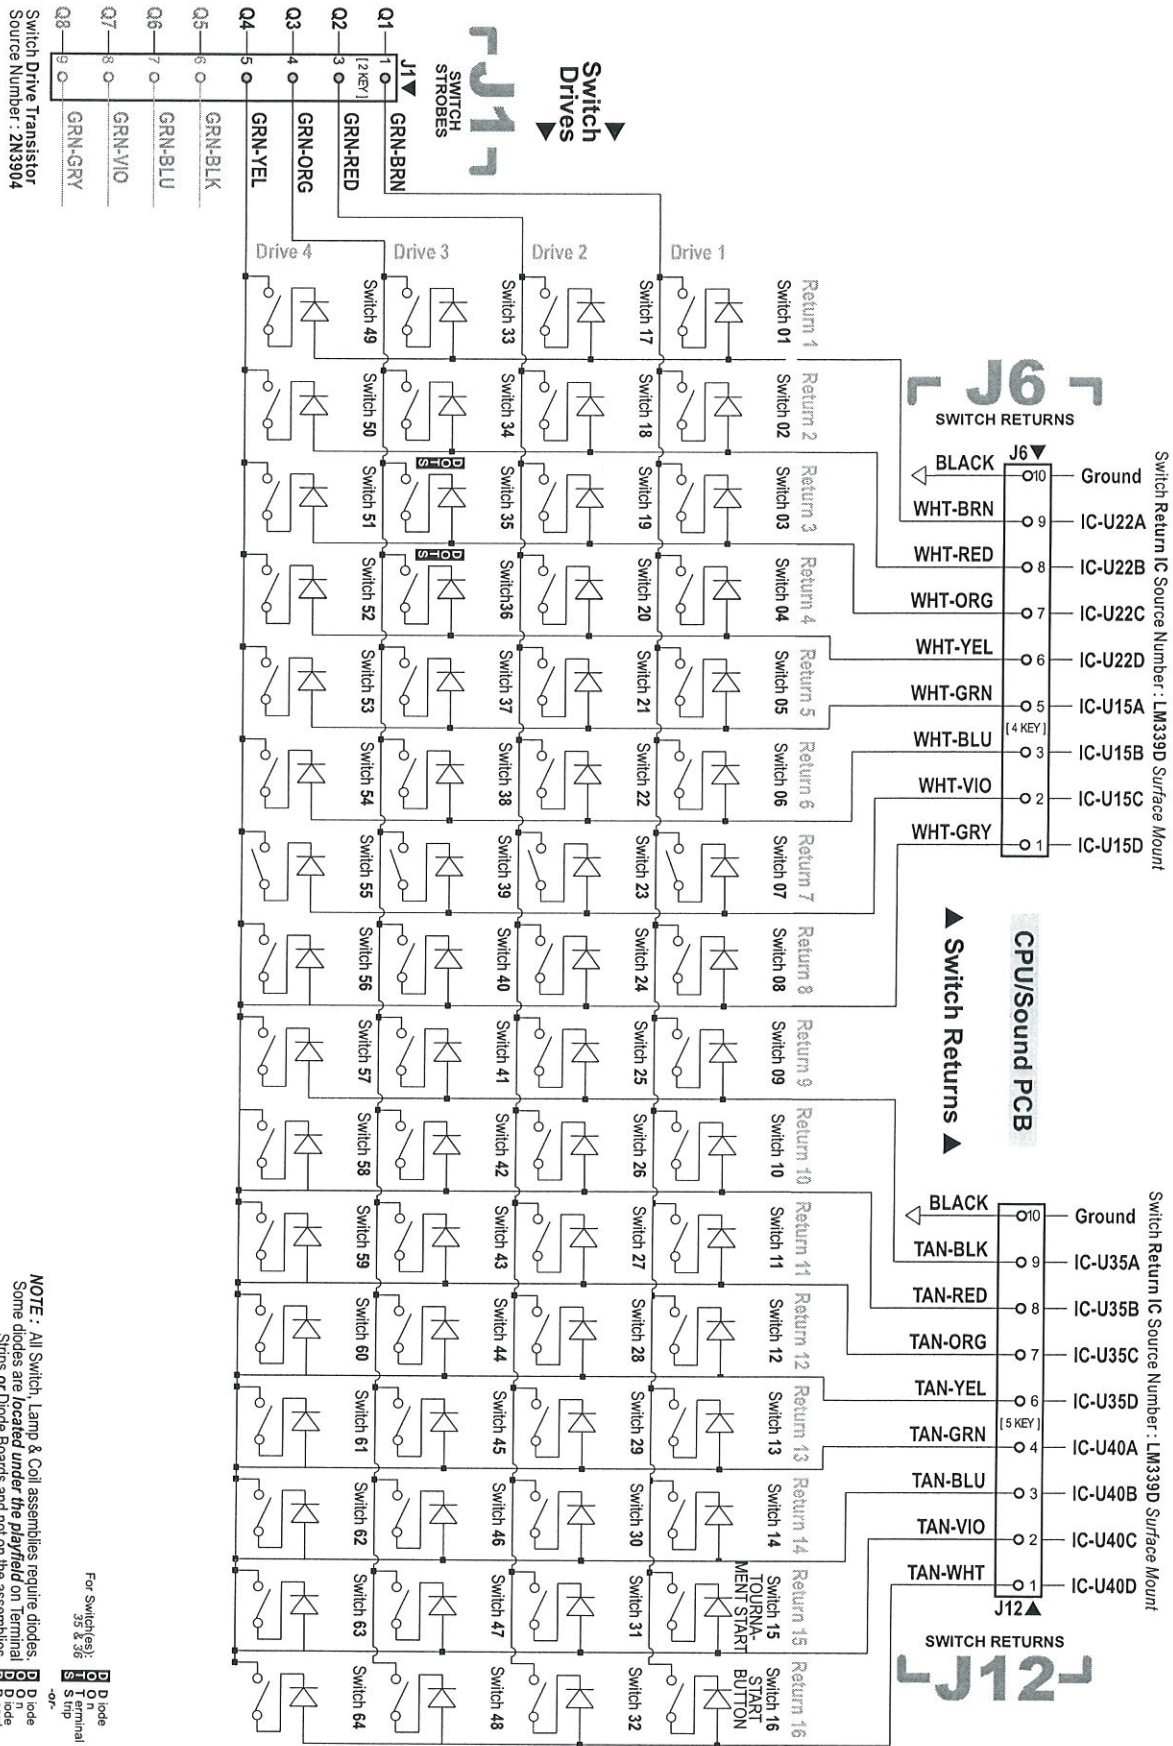 Switch Return IC Source Number : LM339D Surface Mount
J6
SWITCH RETURNS
J6▼
BLACK 10 Ground
WHT-BRN 9 IC-U22A
WHT-RED 8 IC-U22B
WHT-ORG 7 IC-U22C
WHT-YEL 6 IC-U22D
WHT-GRN 5 IC-U15A
[ 4 KEY ]
WHT-BLU 3 IC-U15B
WHT-VIO 2 IC-U15C
WHT-GRY 1 IC-U15D
CPU/Sound PCB
▲ Switch Returns ▲
Switch Return IC Source Number : LM339D Surface Mount
BLACK 10 Ground
TAN-BLK 9 IC-U35A
TAN-RED 8 IC-U35B
TAN-ORG 7 IC-U35C
TAN-YEL 6 IC-U35D
[ 5 KEY ]
TAN-GRN 4 IC-U40A
TAN-BLU 3 IC-U40B
TAN-VIO 2 IC-U40C
TAN-WHT 1 IC-U40D
J12▲
SWITCH RETURNS
J12
Switch
Drives
J1
SWITCH
STROBES
J1▼
Q1 1 GRN-BRN
[ 2 KEY ]
Q2 3 GRN-RED
Q3 4 GRN-ORG
Q4 5 GRN-YEL
Q5 6 GRN-BLK
Q6 7 GRN-BLU
Q7 8 GRN-VIO
Q8 9 GRN-GRY
Switch Drive Transistor
Source Number : 2N3904
Return 1
Return 2
Return 3
Return 4
Return 5
Return 6
Return 7
Return 8
Return 9
Return 10
Return 11
Return 12
Return 13
Return 14
Return 15
Return 16
Switch 01
Switch 02
Switch 03
Switch 04
Switch 05
Switch 06
Switch 07
Switch 08
Switch 09
Switch 10
Switch 11
Switch 12
Switch 13
Switch 14
Switch 15
TOURNA-
MENT START
Switch 16
START
BUTTON
Drive 1
Switch 17
Switch 18
Switch 19
Switch 20
Switch 21
Switch 22
Switch 23
Switch 24
Switch 25
Switch 26
Switch 27
Switch 28
Switch 29
Switch 30
Switch 31
Switch 32
Drive 2
Switch 33
Switch 34
Switch 35
Switch36
Switch 37
Switch 38
Switch 39
Switch 40
Switch 41
Switch 42
Switch 43
Switch 44
Switch 45
Switch 46
Switch 47
Switch 48
Drive 3
DOTS
DOTS
Switch 49
Switch 50
Switch 51
Switch 52
Switch 53
Switch 54
Switch 55
Switch 56
Switch 57
Switch 58
Switch 59
Switch 60
Switch 61
Switch 62
Switch 63
Switch 64
Drive 4
For Switch(es):
35 & 36
D iode
O n
T erminal
S trip
-or-
D iode
O n
D iode
NOTE : All Switch, Lamp & Coil assemblies require diodes.
Some diodes are located under the playfield on Terminal
Strips or Diode Boards and not on the assemblies.